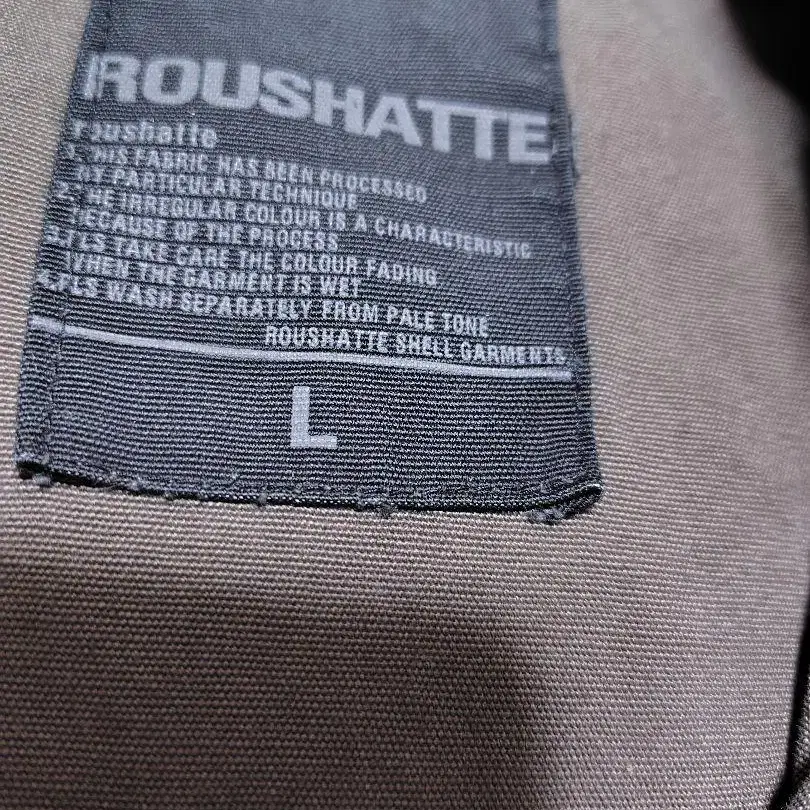 ROUSHATTE
roushatte
1. THIS FABRIC HAS BEEN PROCESSED
BY PARTICULAR TECHNIQUE
2. THE IRREGULAR COLOUR IS A CHARACTERISTIC
BECAUSE OF THE PROCESS
3.PLS TAKE CARE THE COLOUR FADING
WHEN THE GARMENT IS WET
4.PLS WASH SEPARATELY FROM PALE TONE
ROUSHATTE SHELL GARMENTS
L